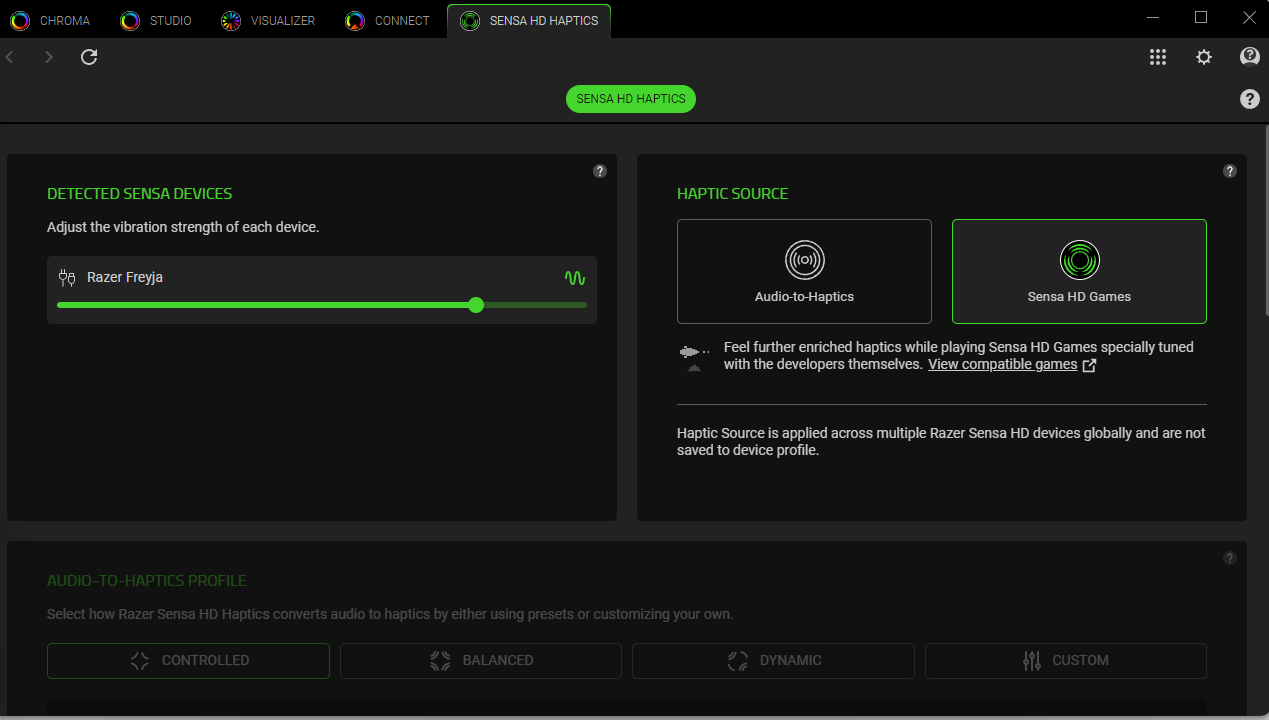 CHROMA
STUDIO
VISUALIZER
CONNECT
SENSA HD HAPTICS
SENSA HD HAPTICS
DETECTED SENSA DEVICES
Adjust the vibration strength of each device.
Razer Freyja
HAPTIC SOURCE
Audio-to-Haptics
Sensa HD Games
Feel further enriched haptics while playing Sensa HD Games specially tuned
with the developers themselves. View compatible games
Haptic Source is applied across multiple Razer Sensa HD devices globally and are not
saved to device profile.
AUDIO-TO-HAPTICS PROFILE
Select how Razer Sensa HD Haptics converts audio to haptics by either using presets or customizing your own.
CONTROLLED
BALANCED
DYNAMIC
CUSTOM